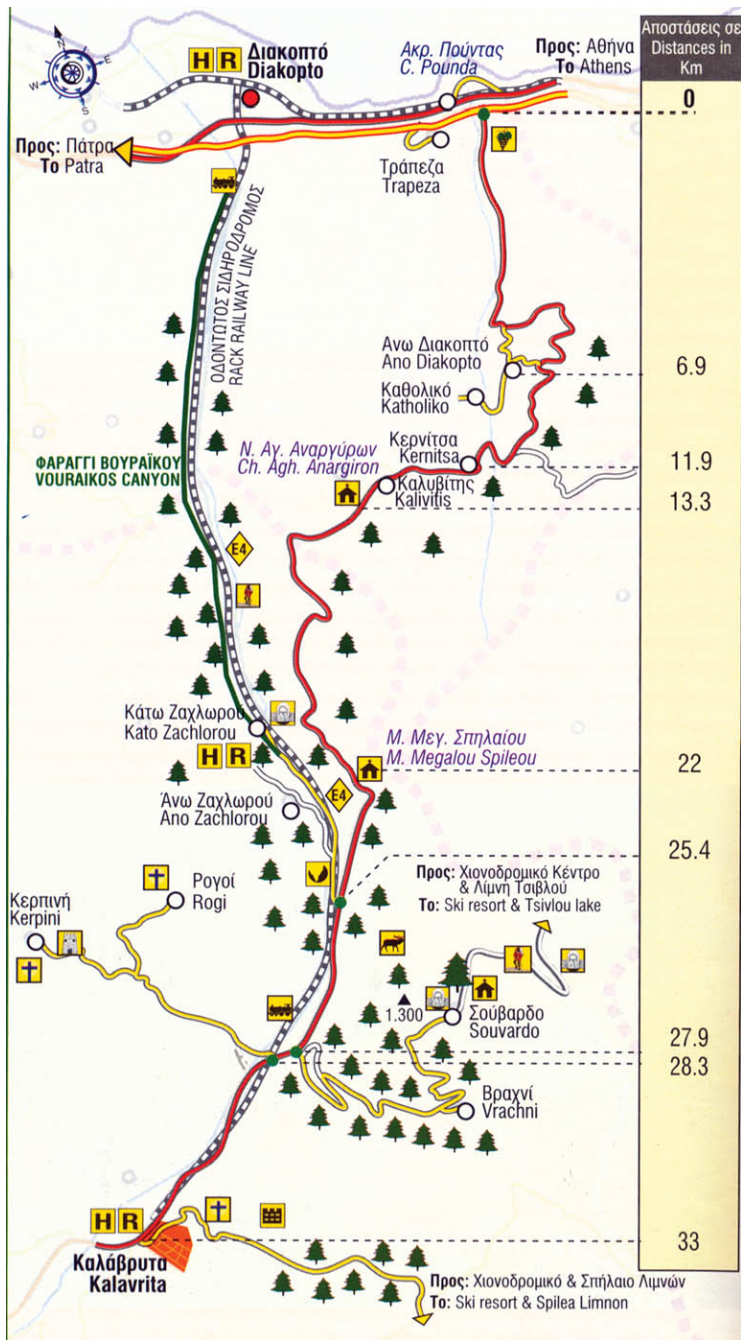 Αποστάσεις σε
Distances in
Km
N
E
S
W
H R
Διακοπτό
Diakopto
Ακρ. Πούντας
C. Pounda
Προς: Αθήνα
To Athens
0
Προς: Πάτρα
To Patra
Τράπεζα
Trapeza
ΟΔΟΝΤΩΤΟΣ ΣΙΔΗΡΟΔΡΟΜΟΣ
RACK RAILWAY LINE
Ανω Διακοπτό
Ano Diakopto
6.9
Καθολικό
Katholiko
ΦΑΡΑΓΓΙ ΒΟΥΡΑΪΚΟΥ
VOURAIKOS CANYON
Ν. Αγ. Αναργύρων
Ch. Agh. Anargiron
Κερνίτσα
Kernitsa
11.9
Καλυβίτης
Kalivitis
13.3
E4
Κάτω Ζαχλωρού
Kato Zachlorou
H R
Μ. Μεγ. Σπηλαίου
M. Megalou Spileou
22
Άνω Ζαχλωρού
Ano Zachlorou
E4
25.4
Προς: Χιονοδρομικό Κέντρο
& Λίμνη Τσιβλού
To: Ski resort & Tsivlou lake
Ρογοί
Rogi
Κερπινή
Kerpini
1.300
Σούβαρδο
Souvardo
27.9
28.3
Βραχνί
Vrachni
H R
Καλάβρυτα
Kalavrita
33
Προς: Χιονοδρομικό & Σπήλαιο Λιμνών
To: Ski resort & Spilea Limnon